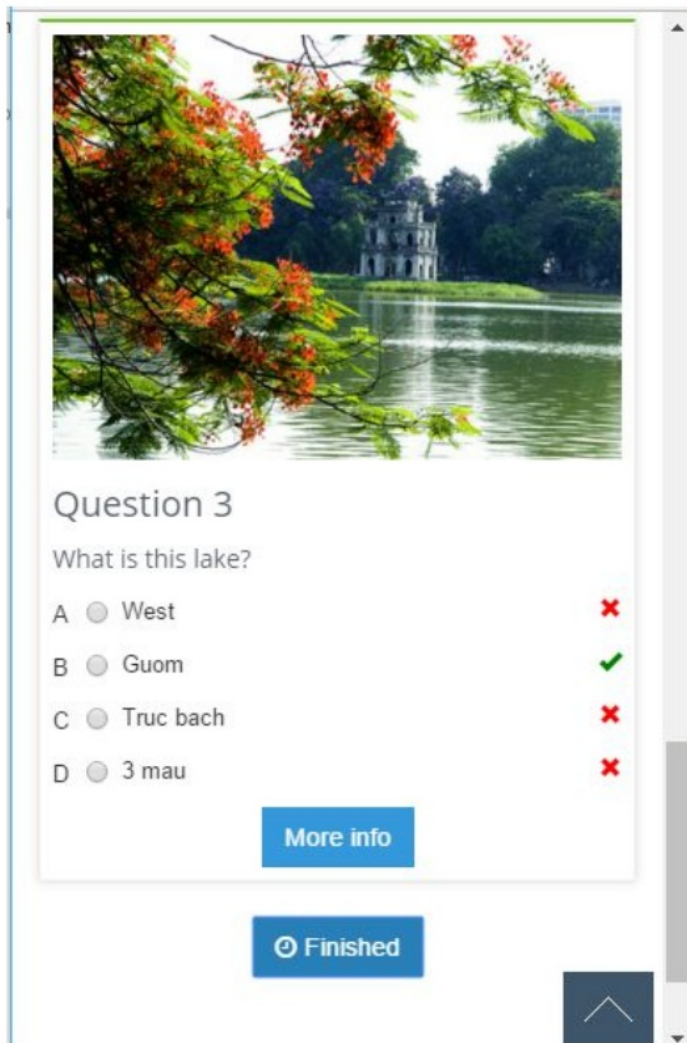 Question 3
What is this lake?
A West
B Guom
C Truc bach
D 3 mau
More info
Finished